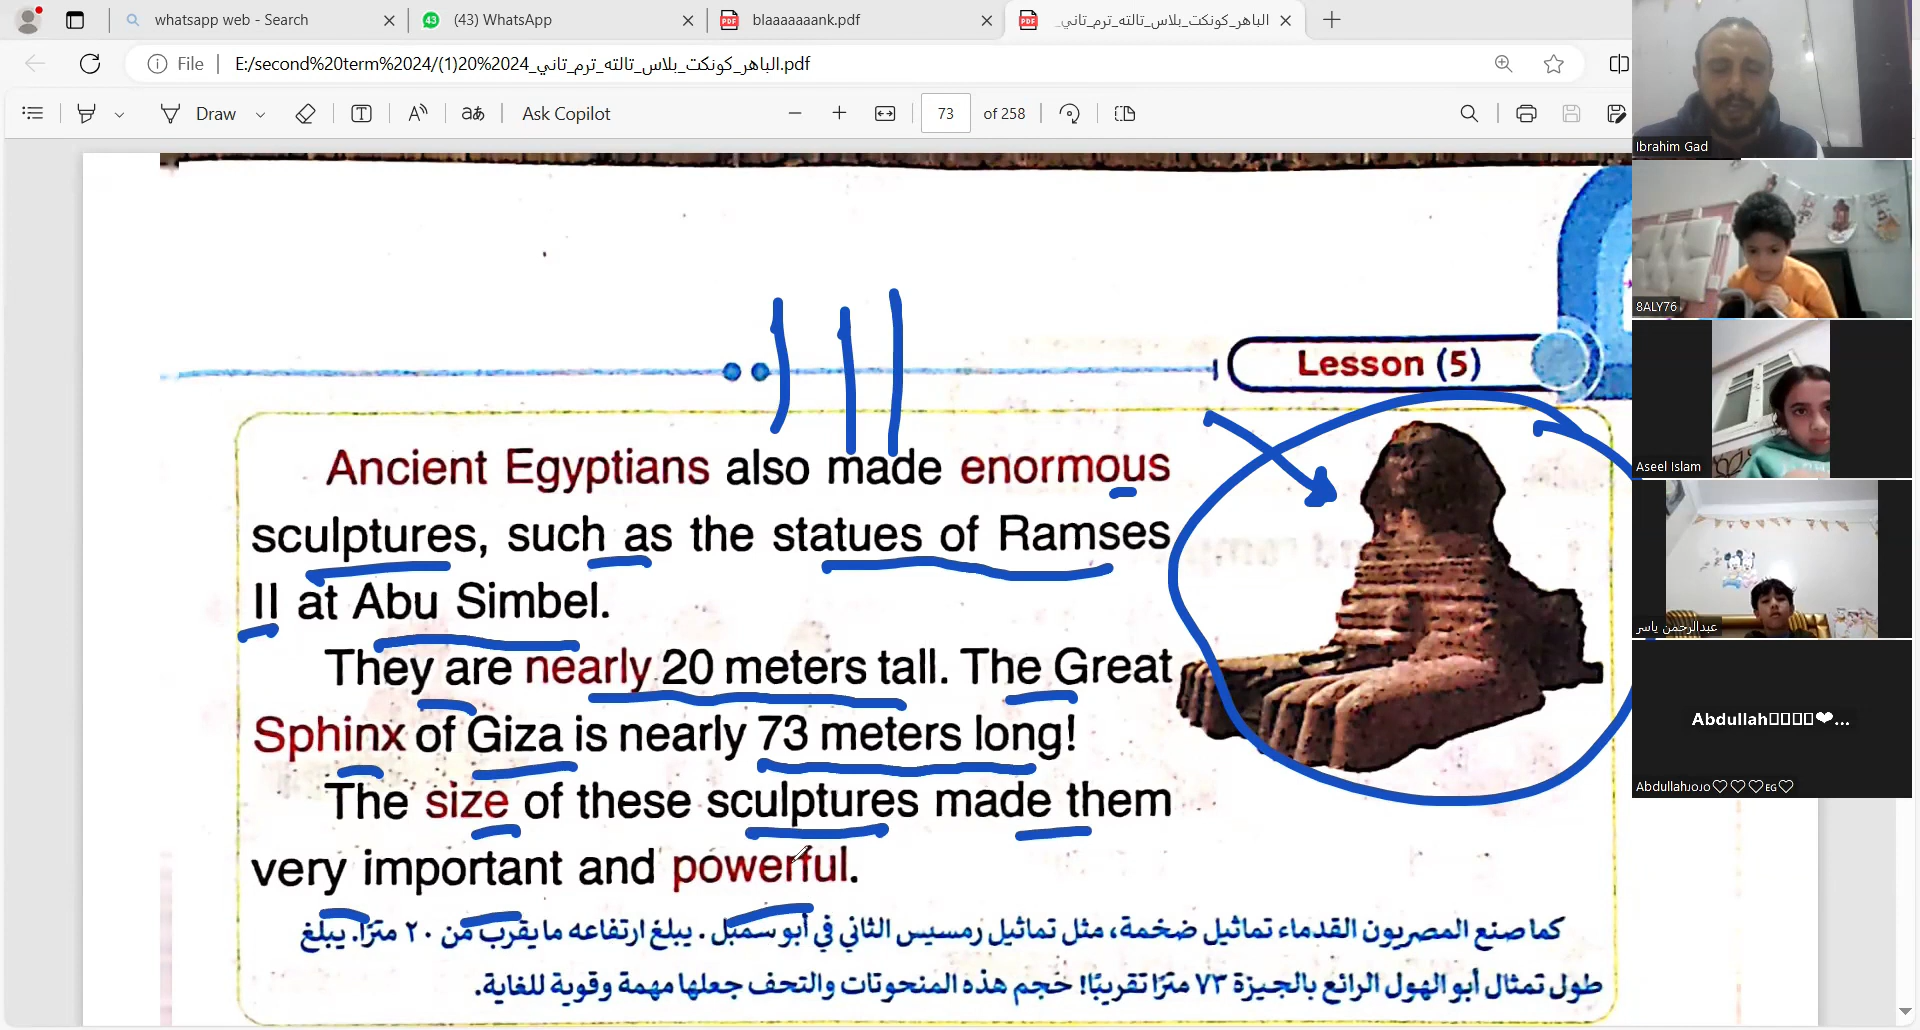 whatsapp web - Search
(43) WhatsApp
blaaaaaaank.pdf
الباهر_كونكت_بلاس_تالته_ترم_تاني_
File
E:/second%20term%2024/(1)20%2024_الباهر_كونكت_بلاس_تالته_ترم_تاني.pdf
Draw
Ask Copilot
73 of 258
Lesson (5)
Ancient Egyptians also made enormous
sculptures, such as the statues of Ramses
II at Abu Simbel.
They are nearly 20 meters tall. The Great
Sphinx of Giza is nearly 73 meters long!
The size of these sculptures made them
very important and powerful.
كما صنع المصريون القدماء تماثيل ضخمة، مثل تماثيل رمسيس الثاني في أبو سمبل. يبلغ ارتفاعه ما يقرب من ٢٠ مترًا. يبلغ
طول تمثال أبو الهول الرائع بالجيزة ٧٣ مترًا تقريبًا! حجم هذه المنحوتات والتحف جعلها مهمة وقوية للغاية.
Ibrahim Gad
8ALY76
Aseel Islam
عبدالرحمن ياسر
Abdullah❤...
AbdullahJOJO♡♡♡EG♡